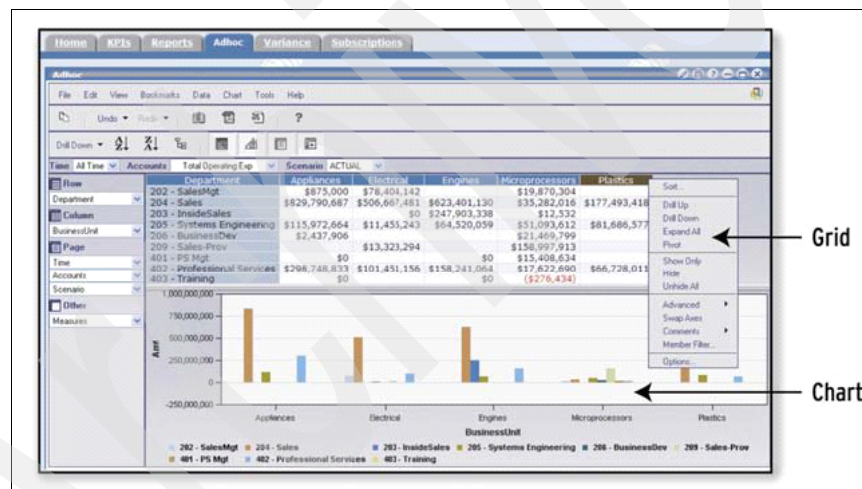 Home KPIs Reports Adhoc Variance Subscriptions
Adhoc
File Edit View Bookmarks Data Chart Tools Help
Undo Redo
Drill Down
Time All Time Accounts Total Operating Exp Scenario ACTUAL
Row
Department
Column
BusinessUnit
Page
Time
Accounts
Scenario
Other
Measures
Department Appliances Electrical Engines Microprocessors Plastics
202 - SalesMgt $875,000 $78,404,142 $19,870,304
204 - Sales $829,790,687 $506,667,481 $623,401,130 $35,282,016 $177,493,418
203 - InsideSales $0 $247,903,338 $12,532
205 - Systems Engineering $115,972,664 $11,453,243 $64,520,059 $51,093,612 $81,686,577
206 - BusinessDev $2,437,906 $21,469,799
209 - Sales-Prov $13,323,294 $158,997,913
401 - PS Mgt $0 $0 $15,408,634
402 - Professional Services $298,748,833 $101,451,156 $158,241,064 $17,622,690 $66,728,011
403 - Training $0 $0 ($276,434)
Sort...
Drill Up
Drill Down
Expand All
Pivot
Show Only
Hide
Unhide All
Advanced
Swap Axes
Comments
Member Filter...
Options...
Grid
1,000,000,000
750,000,000
500,000,000
250,000,000
0
-250,000,000
Amt
Appliances Electrical Engines Microprocessors Plastics
BusinessUnit
Chart
202 - SalesMgt 204 - Sales 203 - InsideSales 205 - Systems Engineering 206 - BusinessDev 209 - Sales-Prov
401 - PS Mgt 402 - Professional Services 403 - Training